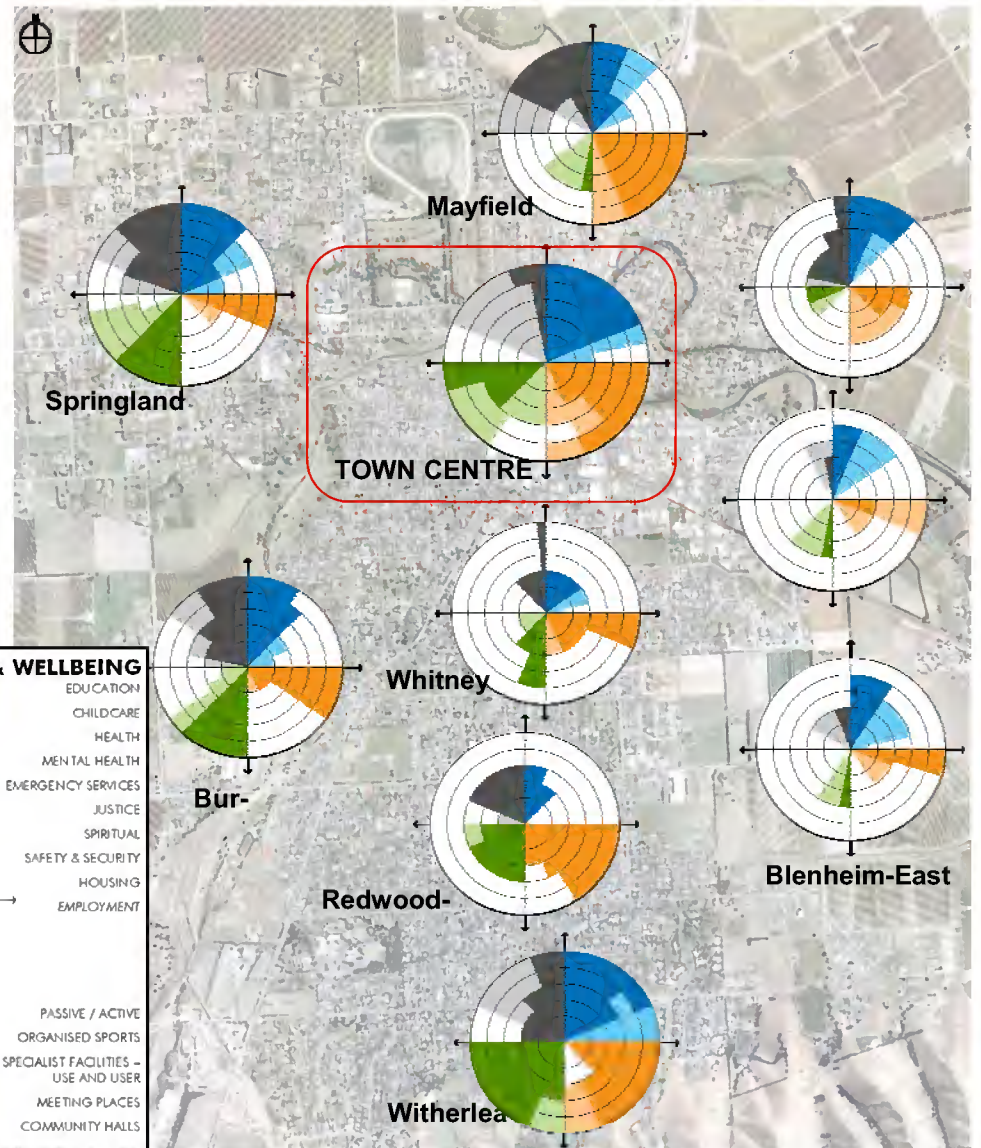 Mayfield
Springland
TOWN CENTRE
Whitney
Bur-
Redwood-
Blenheim-East
Witherlea
& WELLBEING
EDUCATION
CHILDCARE
HEALTH
MENTAL HEALTH
EMERGENCY SERVICES
JUSTICE
SPIRITUAL
SAFETY & SECURITY
HOUSING
EMPLOYMENT
PASSIVE / ACTIVE
ORGANISED SPORTS
SPECIALIST FACILITIES –
USE AND USER
MEETING PLACES
COMMUNITY HALLS